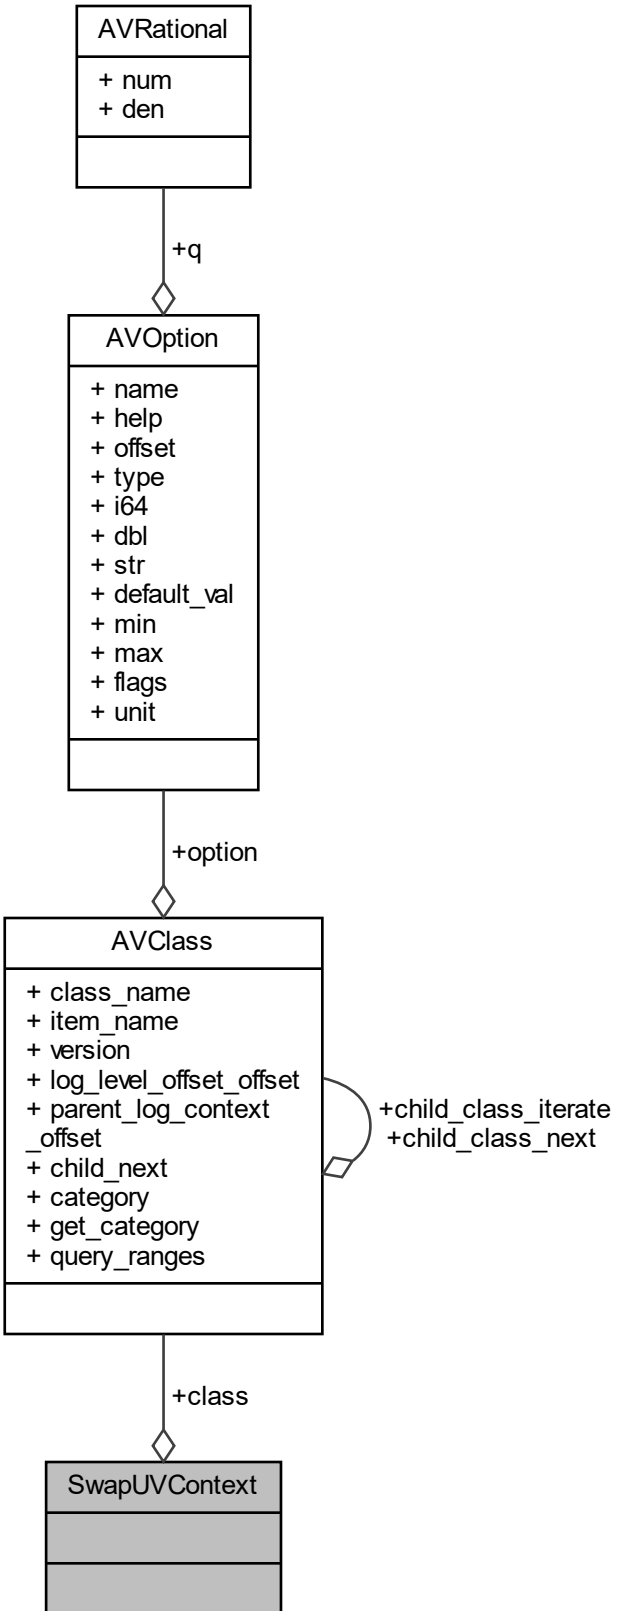 AVRational
+ num
+ den
+q
AVOption
+ name
+ help
+ offset
+ type
+ i64
+ dbl
+ str
+ default_val
+ min
+ max
+ flags
+ unit
+option
AVClass
+ class_name
+ item_name
+ version
+ log_level_offset_offset
+ parent_log_context
_offset
+ child_next
+ category
+ get_category
+ query_ranges
+child_class_iterate
+child_class_next
+class
SwapUVContext